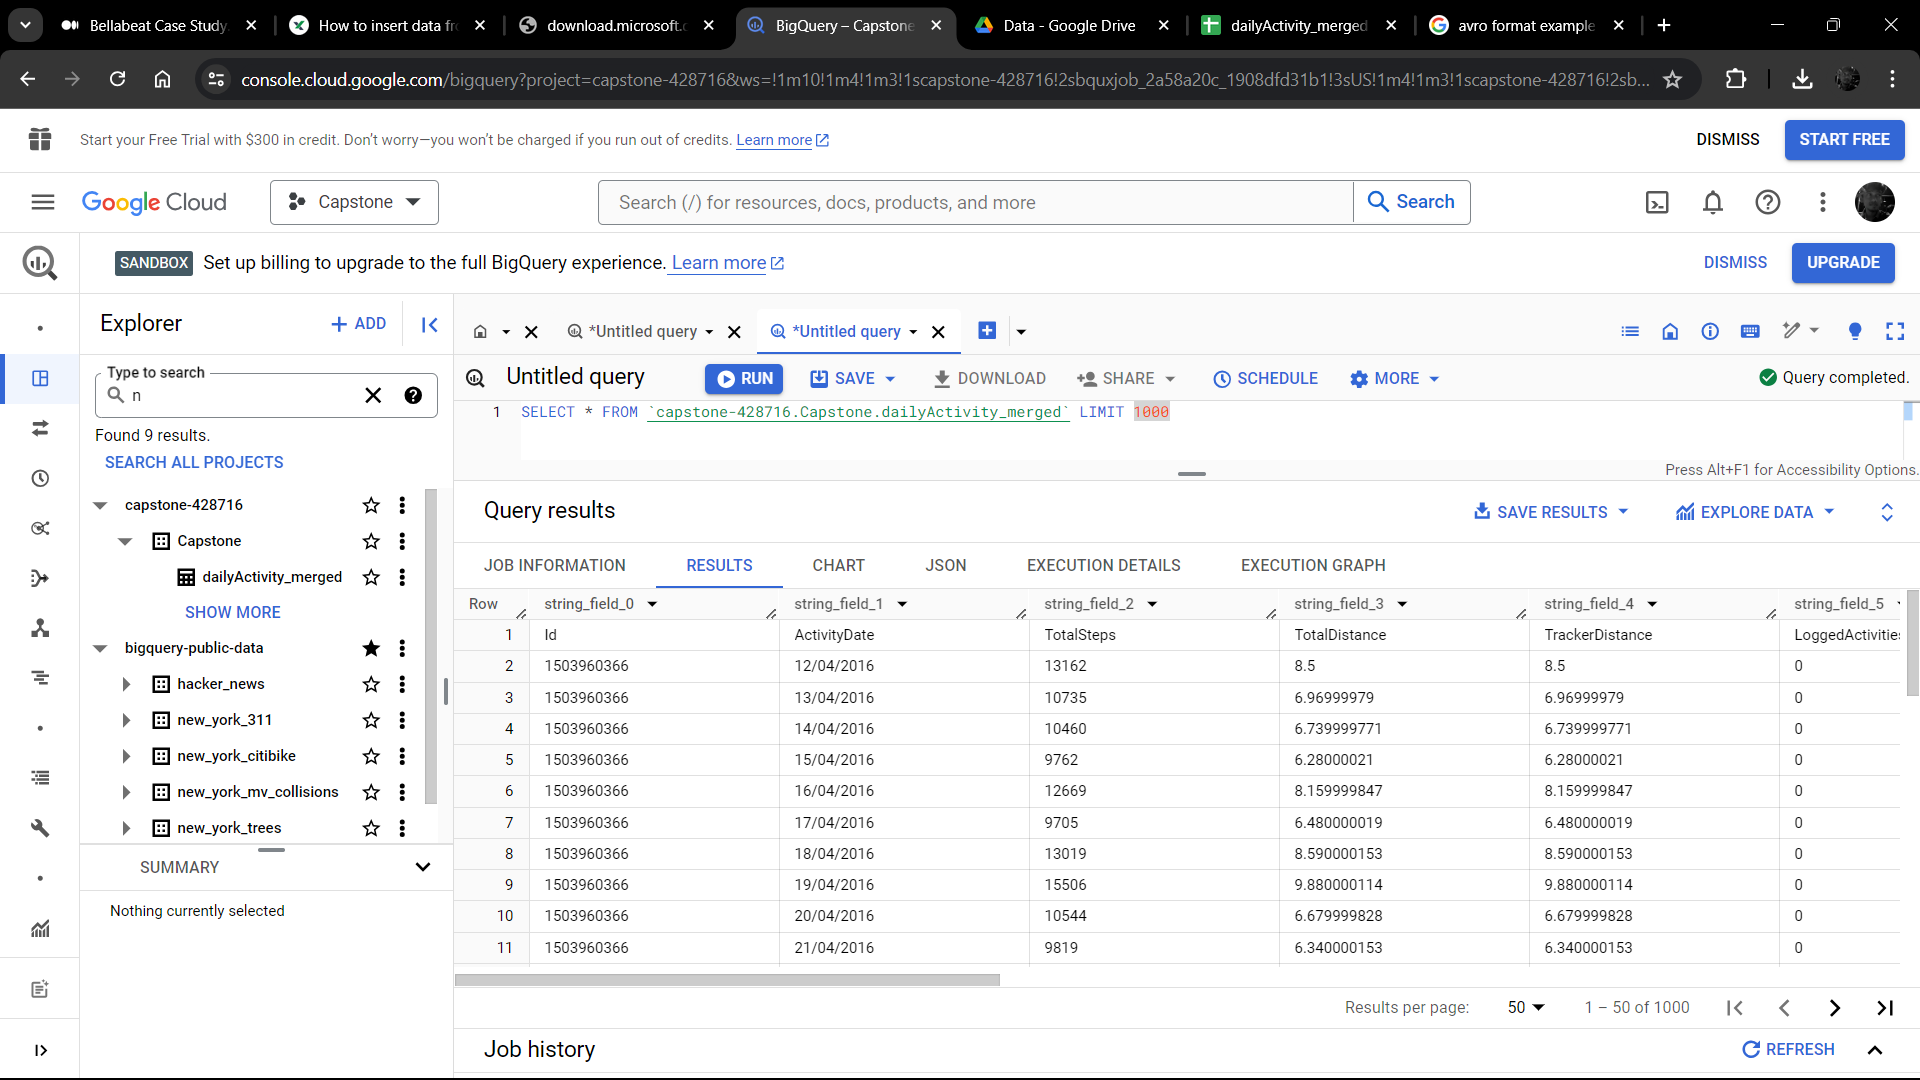 Bellabeat Case Study.
How to insert data fr
download.microsoft.c
BigQuery – Capstone
Data - Google Drive
dailyActivity_merged
avro format example
console.cloud.google.com/bigquery?project=capstone-428716&ws=!1m10!1m4!1m3!1scapstone-428716!2sbquxjob_2a58a20c_1908dfd31b1!3sUS!1m4!1m3!1scapstone-428716!2sb...
Start your Free Trial with $300 in credit. Don't worry—you won't be charged if you run out of credits. Learn more
DISMISS
START FREE
Google Cloud
Capstone
Search (/) for resources, docs, products, and more
Search
SANDBOX Set up billing to upgrade to the full BigQuery experience. Learn more
DISMISS
UPGRADE
Explorer
+ ADD
*Untitled query
*Untitled query
Type to search
n
Found 9 results.
SEARCH ALL PROJECTS
capstone-428716
Capstone
dailyActivity_merged
SHOW MORE
bigquery-public-data
hacker_news
new_york_311
new_york_citibike
new_york_mv_collisions
new_york_trees
SUMMARY
Nothing currently selected
Untitled query
RUN
SAVE
DOWNLOAD
SHARE
SCHEDULE
MORE
Query completed.
1 SELECT * FROM `capstone-428716.Capstone.dailyActivity_merged` LIMIT 1000
Press Alt+F1 for Accessibility Options.
Query results
SAVE RESULTS
EXPLORE DATA
JOB INFORMATION RESULTS CHART JSON EXECUTION DETAILS EXECUTION GRAPH
Row string_field_0 string_field_1 string_field_2 string_field_3 string_field_4 string_field_5
1 Id ActivityDate TotalSteps TotalDistance TrackerDistance LoggedActivities
2 1503960366 12/04/2016 13162 8.5 8.5 0
3 1503960366 13/04/2016 10735 6.96999979 6.96999979 0
4 1503960366 14/04/2016 10460 6.739999771 6.739999771 0
5 1503960366 15/04/2016 9762 6.28000021 6.28000021 0
6 1503960366 16/04/2016 12669 8.159999847 8.159999847 0
7 1503960366 17/04/2016 9705 6.480000019 6.480000019 0
8 1503960366 18/04/2016 13019 8.590000153 8.590000153 0
9 1503960366 19/04/2016 15506 9.880000114 9.880000114 0
10 1503960366 20/04/2016 10544 6.679999828 6.679999828 0
11 1503960366 21/04/2016 9819 6.340000153 6.340000153 0
Results per page: 50 1 – 50 of 1000
Job history
REFRESH